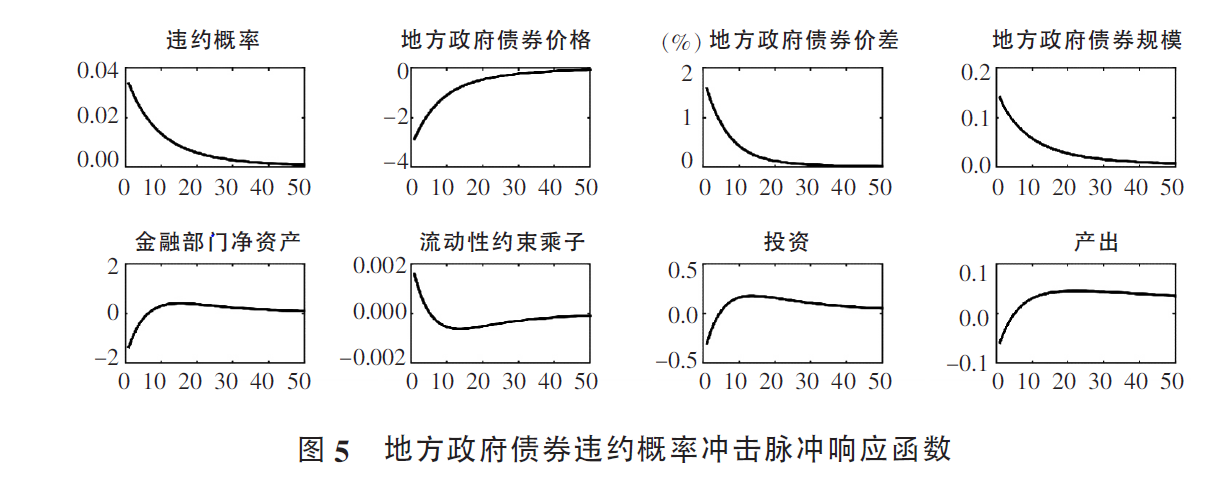 违约概率 地方政府债券价格 (%) 地方政府债券价差 地方政府债券规模
0.04 0 2 0.2
0.02 −2 1 0.1
0.00 −4 0 0.0
0 10 20 30 40 50 0 10 20 30 40 50 0 10 20 30 40 50 0 10 20 30 40 50
金融部门净资产 流动性约束乘子 投资 产出
2 0.002 0.5 0.1
0 0.000 0.0 0.0
−2 −0.002 −0.5 −0.1
0 10 20 30 40 50 0 10 20 30 40 50 0 10 20 30 40 50 0 10 20 30 40 50
图 5 地方政府债券违约概率冲击脉冲响应函数